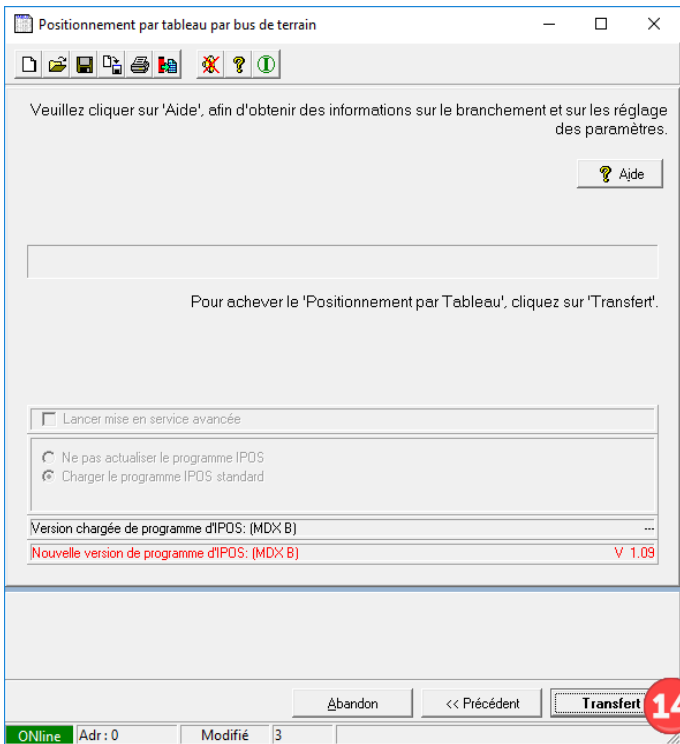 Positionnement par tableau par bus de terrain
Veuillez cliquer sur 'Aide', afin d'obtenir des informations sur le branchement et sur les réglage
des paramètres.
Aide
Pour achever le 'Positionnement par Tableau', cliquez sur 'Transfert'.
Lancer mise en service avancée
Ne pas actualiser le programme IPOS
Charger le programme IPOS standard
Version chargée de programme d'IPOS: (MDX B) ---
Nouvelle version de programme d'IPOS: (MDX B) V 1.09
Abandon << Précédent Transfert 14
ONline Adr : 0 Modifié 3